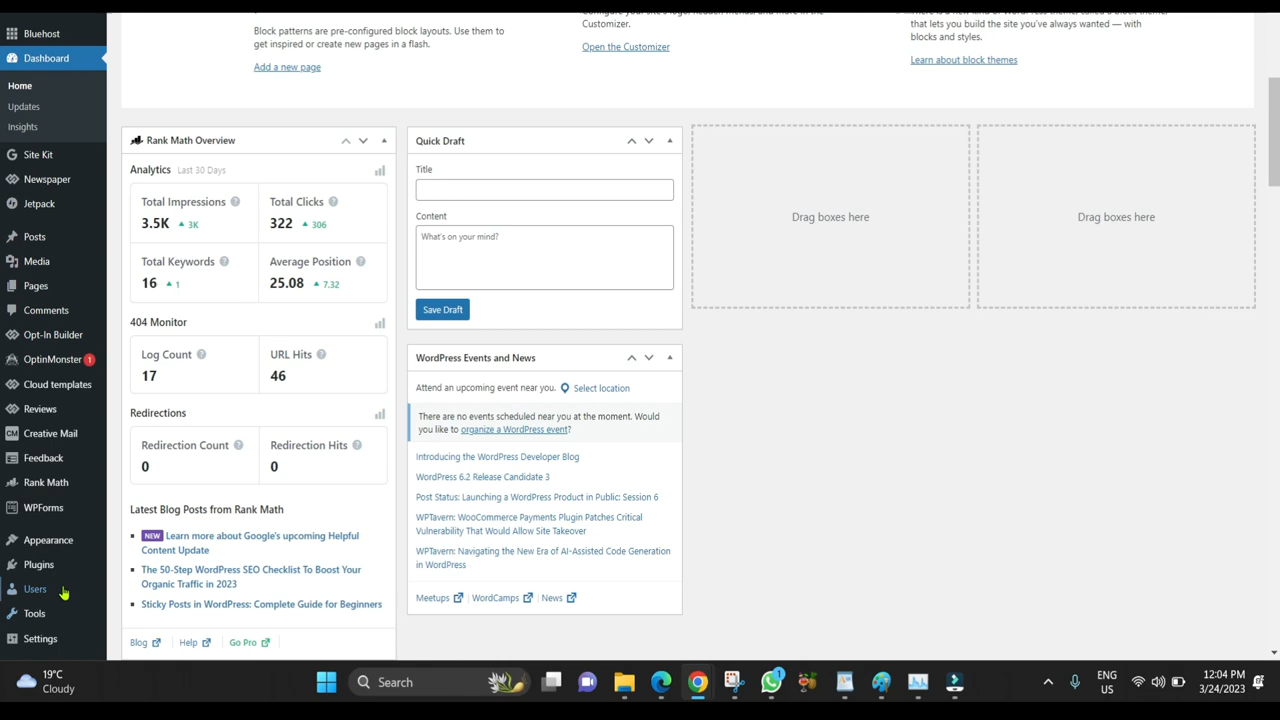 Bluehost
Dashboard
Home
Updates
Insights
Site Kit
Newspaper
Jetpack
Posts
Media
Pages
Comments
Opt-In Builder
OptinMonster 1
Cloud templates
Reviews
Creative Mail
Feedback
Rank Math
WPForms
Appearance
Plugins
Users
Tools
Settings
Block patterns are pre-configured block layouts. Use them
to get inspired or create new pages in a flash.
Add a new page
Customizer.
Open the Customizer
that lets you build the site you've always wanted — with
blocks and styles.
Learn about block themes
Rank Math Overview
Analytics Last 30 Days
Total Impressions
3.5K 3K
Total Clicks
322 306
Total Keywords
16 1
Average Position
25.08 7.32
404 Monitor
Log Count
17
URL Hits
46
Redirections
Redirection Count
0
Redirection Hits
0
Latest Blog Posts from Rank Math
NEW Learn more about Google's upcoming Helpful
Content Update
The 50-Step WordPress SEO Checklist To Boost Your
Organic Traffic in 2023
Sticky Posts in WordPress: Complete Guide for Beginners
Blog Help Go Pro
Quick Draft
Title
Content
What's on your mind?
Save Draft
WordPress Events and News
Attend an upcoming event near you. Select location
There are no events scheduled near you at the moment. Would
you like to organize a WordPress event?
Introducing the WordPress Developer Blog
WordPress 6.2 Release Candidate 3
Post Status: Launching a WordPress Product in Public: Session 6
WPTavern: WooCommerce Payments Plugin Patches Critical
Vulnerability That Would Allow Site Takeover
WPTavern: Navigating the New Era of AI-Assisted Code Generation
in WordPress
Meetups WordCamps News
Drag boxes here
Drag boxes here
19°C
Cloudy
Search
1
ENG
US
12:04 PM
3/24/2023